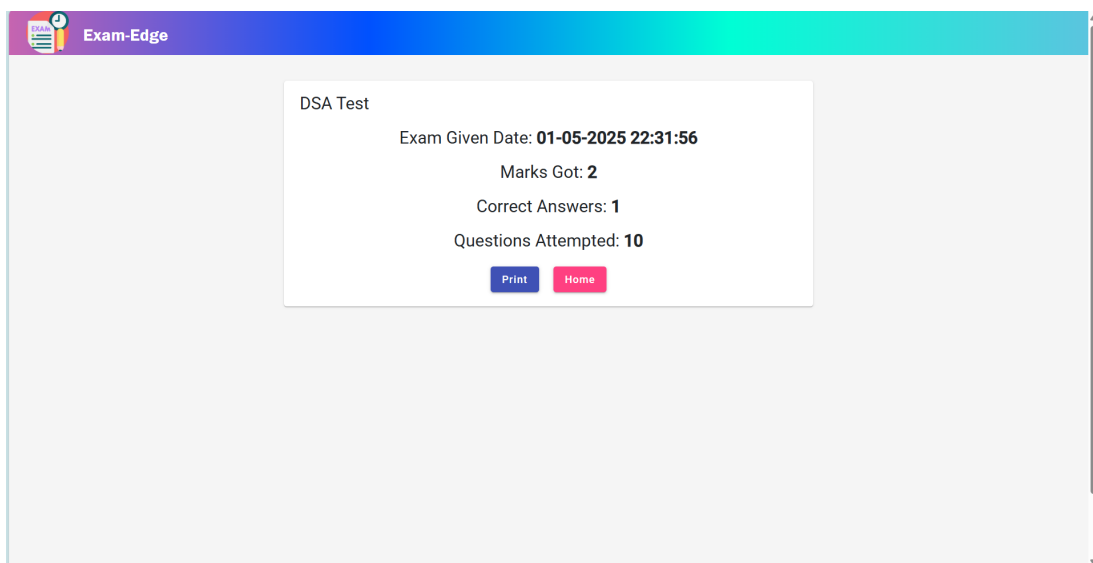 EXAM
Exam-Edge
DSA Test
Exam Given Date: 01-05-2025 22:31:56
Marks Got: 2
Correct Answers: 1
Questions Attempted: 10
Print Home